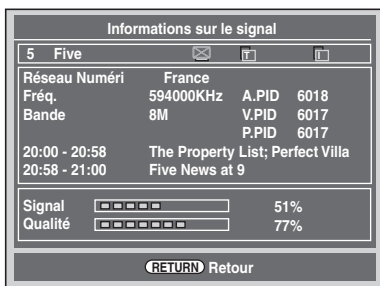 Informations sur le signal
5 Five T I
Réseau Numéri France
Fréq. 594000KHz A.PID 6018
Bande 8M V.PID 6017
P.PID 6017
20:00 - 20:58 The Property List; Perfect Villa
20:58 - 21:00 Five News at 9
Signal 51%
Qualité 77%
RETURN Retour